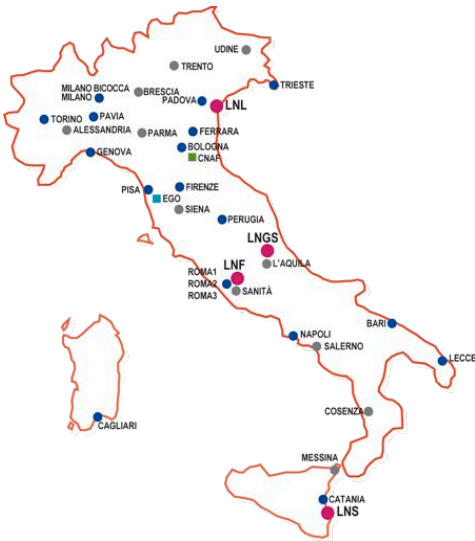 UDINE
TRENTO
TRIESTE
MILANO BICOCCA
MILANO
BRESCIA
PADOVA
LNL
TORINO
PAVIA
ALESSANDRIA
PARMA
FERRARA
BOLOGNA
CNAF
GENOVA
PISA
EGO
FIRENZE
SIENA
PERUGIA
LNGS
L'AQUILA
LNF
ROMA1
ROMA2
ROMA3
SANITÀ
BARI
NAPOLI
SALERNO
LECCE
COSENZA
CAGLIARI
MESSINA
CATANIA
LNS